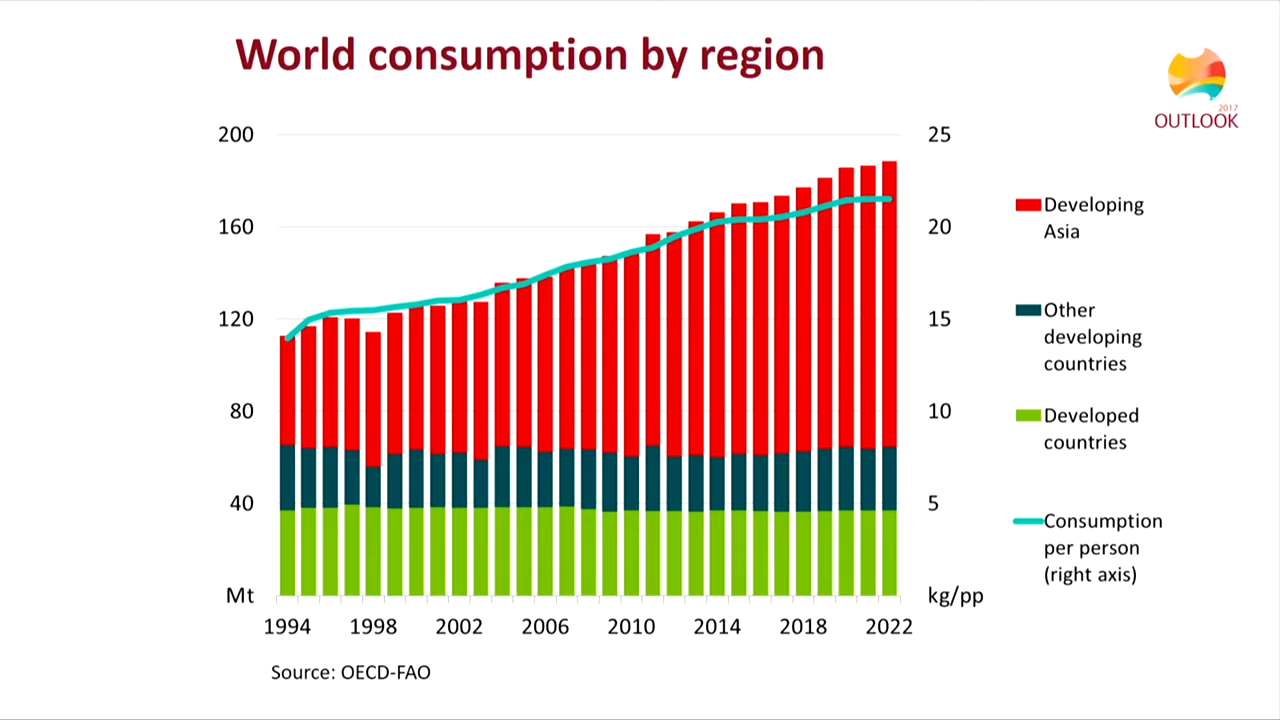 World consumption by region
2017
OUTLOOK
200
160
120
80
40
Mt
25
20
15
10
5
kg/pp
1994 1998 2002 2006 2010 2014 2018 2022
Developing
Asia
Other
developing
countries
Developed
countries
Consumption
per person
(right axis)
Source: OECD-FAO